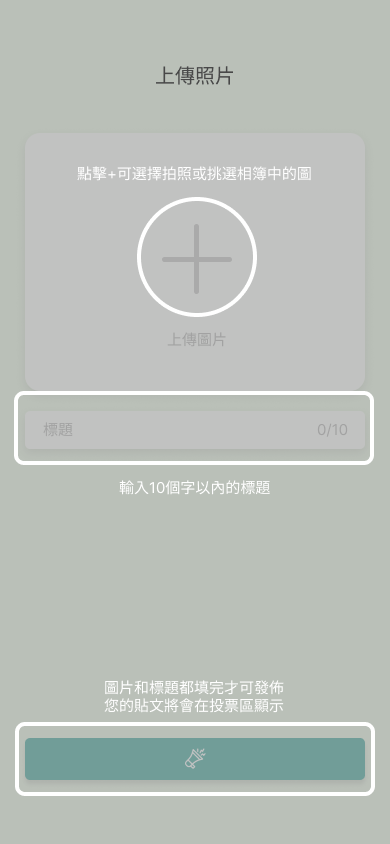 上傳照片
點擊+可選擇拍照或挑選相簿中的圖
上傳圖片
標題 0/10
輸入10個字以內的標題
圖片和標題都填完才可發佈
您的貼文將會在投票區顯示